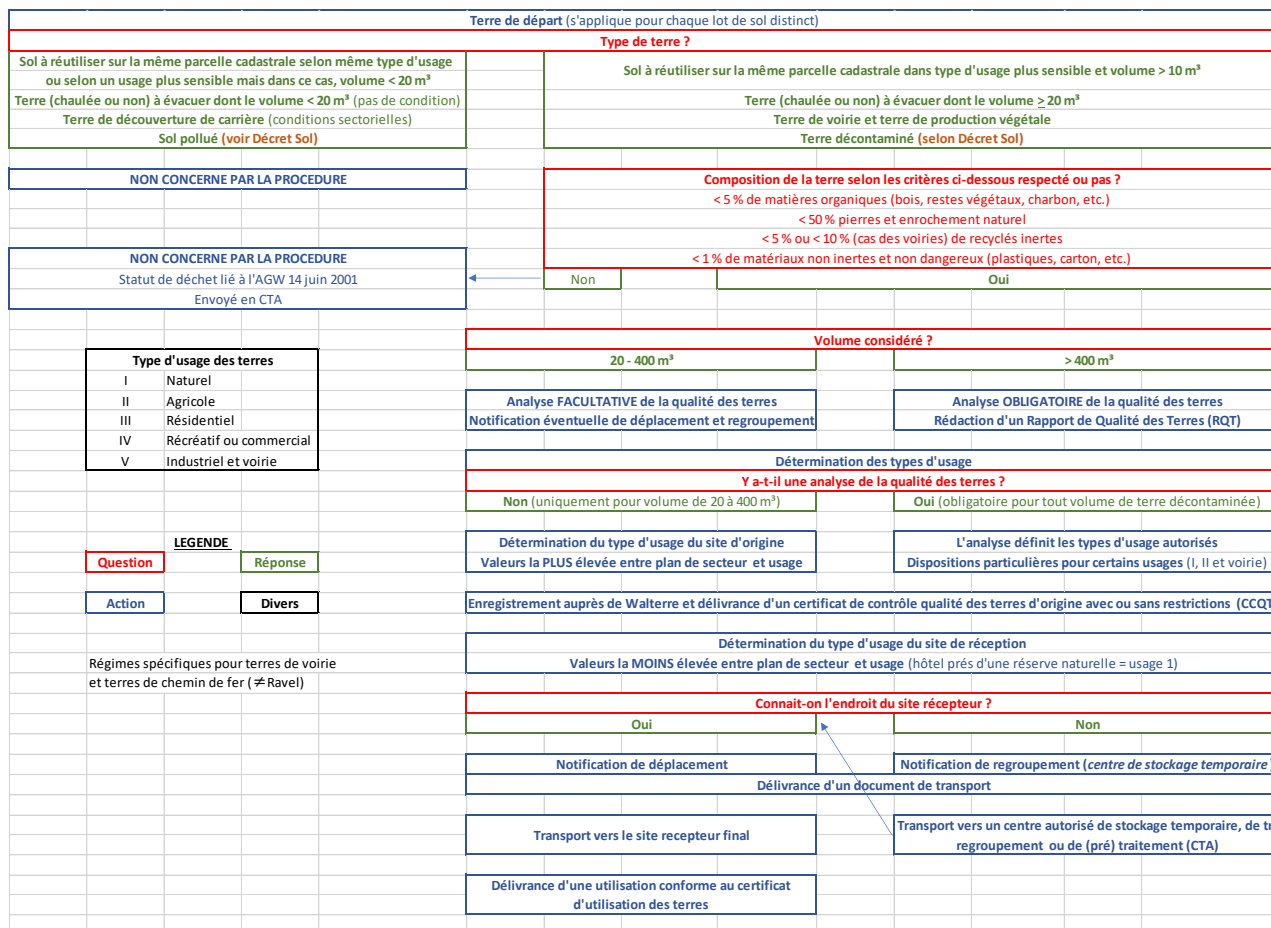 Terre de départ (s'applique pour chaque lot de sol distinct)
Type de terre ?
Sol à réutiliser sur la même parcelle cadastrale selon même type d'usage
ou selon un usage plus sensible mais dans ce cas, volume < 20 m³
Terre (chaulée ou non) à évacuer dont le volume < 20 m³ (pas de condition)
Terre de découverte de carrière (conditions sectorielles)
Sol pollué (voir Décret Sol)
Sol à réutiliser sur la même parcelle cadastrale dans type d'usage plus sensible et volume > 10 m³
Terre (chaulée ou non) à évacuer dont le volume ≥ 20 m³
Terre de voirie et terre de production végétale
Terre décontaminé (selon Décret Sol)
NON CONCERNE PAR LA PROCEDURE
Composition de la terre selon les critères ci-dessous respecté ou pas ?
< 5 % de matières organiques (bois, restes végétaux, charbon, etc.)
< 50 % pierres et enrochement naturel
< 5 % ou < 10 % (cas des voiries) de recyclés inertes
< 1 % de matériaux non inertes et non dangereux (plastiques, carton, etc.)
NON CONCERNE PAR LA PROCEDURE
Statut de déchet lié à l'AGW 14 juin 2001
Envoyé en CTA
Non
Oui
Volume considéré ?
20 - 400 m³
> 400 m³
Type d'usage des terres
I Naturel
II Agricole
III Résidentiel
IV Récréatif ou commercial
V Industriel et voirie
Analyse FACULTATIVE de la qualité des terres
Notification éventuelle de déplacement et regroupement
Analyse OBLIGATOIRE de la qualité des terres
Rédaction d'un Rapport de Qualité des Terres (RQT)
Détermination des types d'usage
Y a-t-il une analyse de la qualité des terres ?
Non (uniquement pour volume de 20 à 400 m³)
Oui (obligatoire pour tout volume de terre décontaminée)
LEGENDE
Question
Réponse
Action
Divers
Détermination du type d'usage du site d'origine
Valeurs la PLUS élevée entre plan de secteur et usage
L'analyse définit les types d'usage autorisés
Dispositions particulières pour certains usages (I, II et voirie)
Enregistrement auprès de Walterre et délivrance d'un certificat de contrôle qualité des terres d'origine avec ou sans restrictions (CCQT
Détermination du type d'usage du site de réception
Valeurs la MOINS élevée entre plan de secteur et usage (hôtel prés d'une réserve naturelle = usage 1)
Régimes spécifiques pour terres de voirie
et terres de chemin de fer (≠ Ravel)
Connait-on l'endroit du site récepteur ?
Oui
Non
Notification de déplacement
Notification de regroupement (centre de stockage temporaire
Délivrance d'un document de transport
Transport vers le site recepteur final
Transport vers un centre autorisé de stockage temporaire, de
regroupement ou de (pré) traitement (CTA)
Délivrance d'une utilisation conforme au certificat
d'utilisation des terres